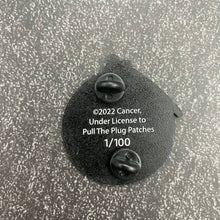 ©2022 Cancer,
Under License to
Pull The Plug Patches
1/100